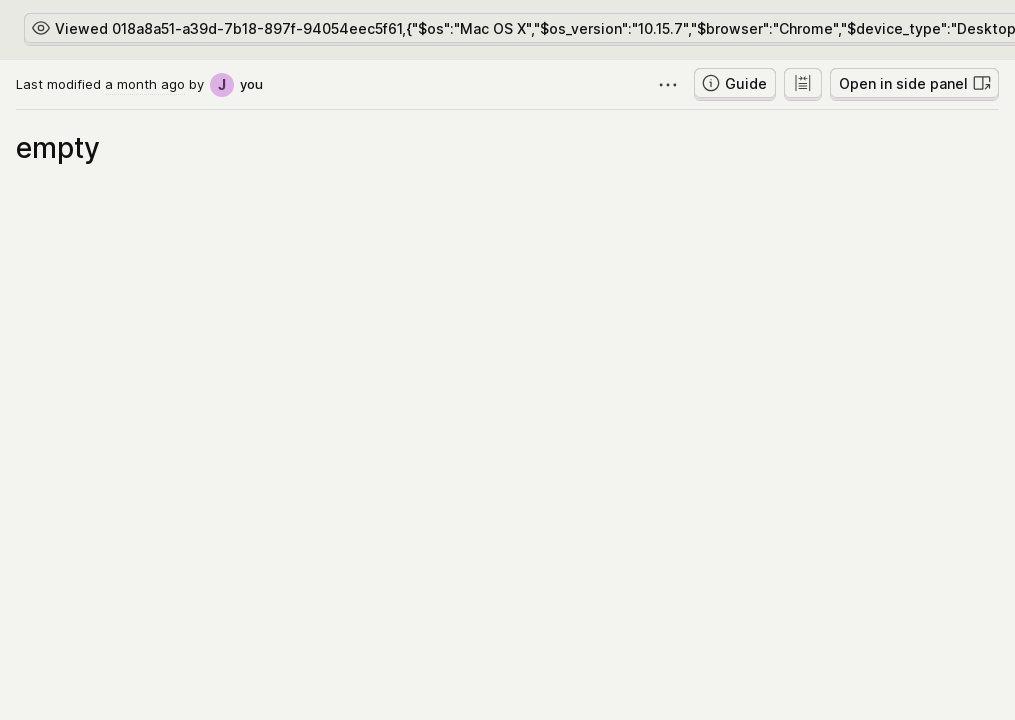 Viewed 018a8a51-a39d-7b18-897f-94054eec5f61,{"$os":"Mac OS X","$os_version":"10.15.7","$browser":"Chrome","$device_type":"Desktop
Last modified a month ago by J you
··· Guide Open in side panel
empty